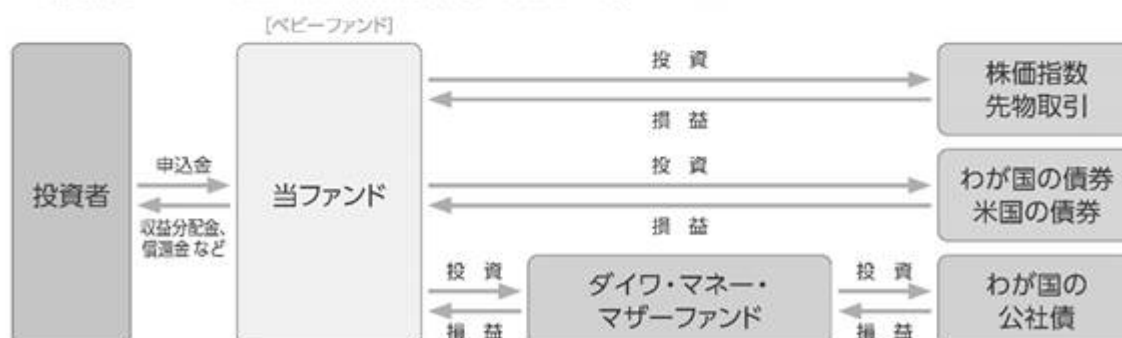 [ベビーファンド]
投資者
申込金
収益分配金、
償還金 など
当ファンド
投 資
損 益
株価指数
先物取引
投 資
損 益
わが国の債券
米国の債券
投 資
損 益
ダイワ・マネー・
マザーファンド
投 資
損 益
わが国の
公社債